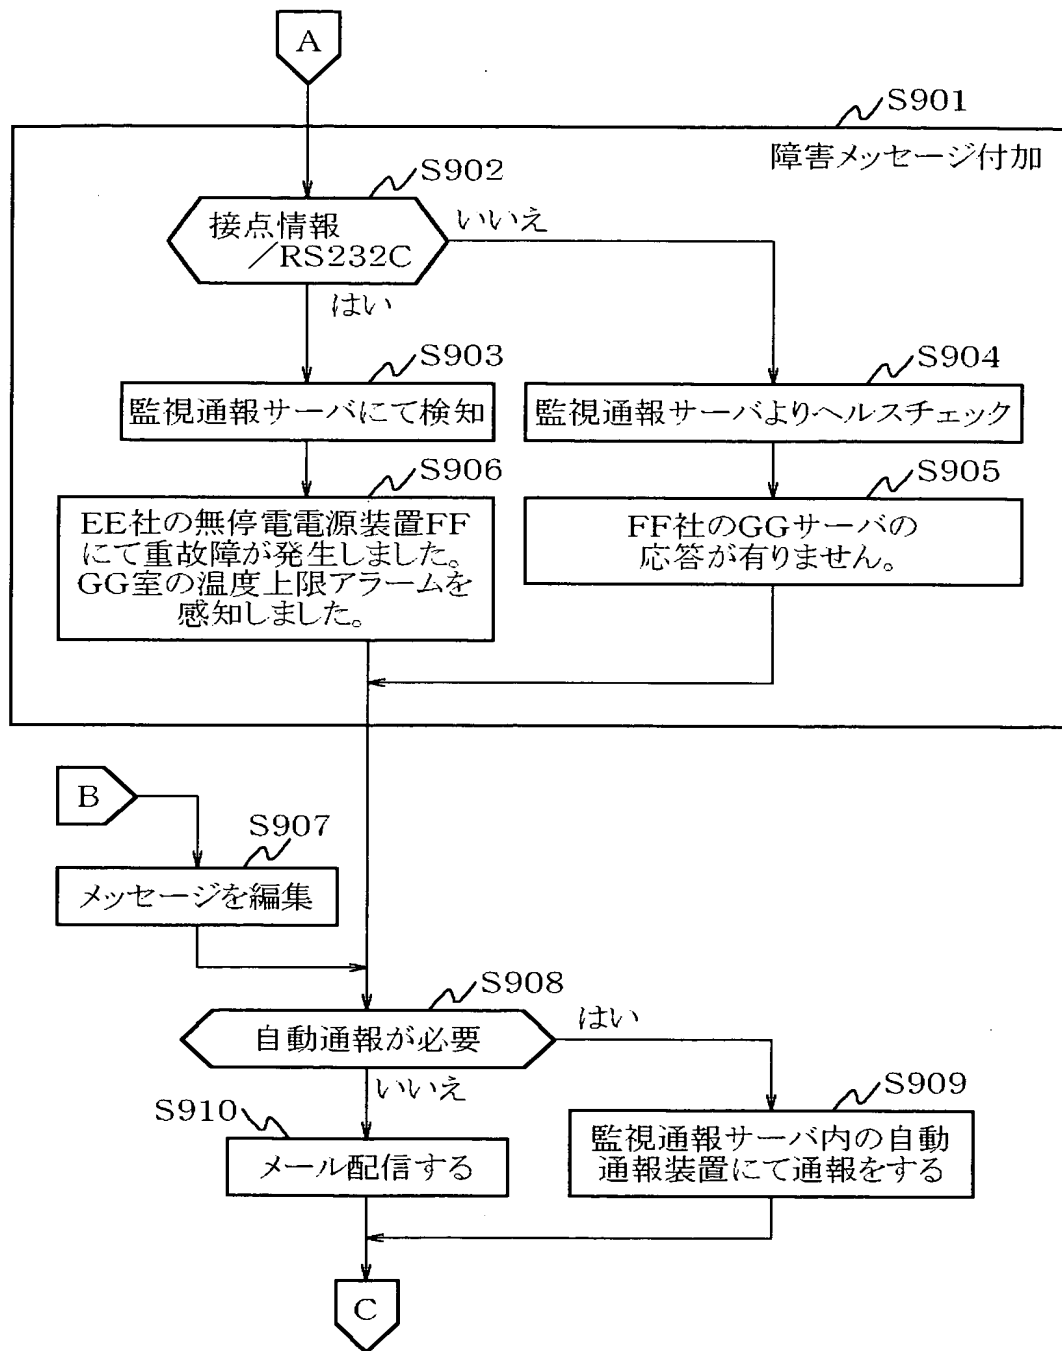 A
S901
障害メッセージ付加
S902
接点情報
／RS232C
いいえ
はい
S903
監視通報サーバにて検知
S904
監視通報サーバよりヘルスチェック
S906
EE社の無停電電源装置FF
にて重故障が発生しました。
GG室の温度上限アラームを
感知しました。
S905
FF社のGGサーバの
応答が有りません。
B
S907
メッセージを編集
S908
自動通報が必要
はい
いいえ
S909
監視通報サーバ内の自動
通報装置にて通報をする
S910
メール配信する
C